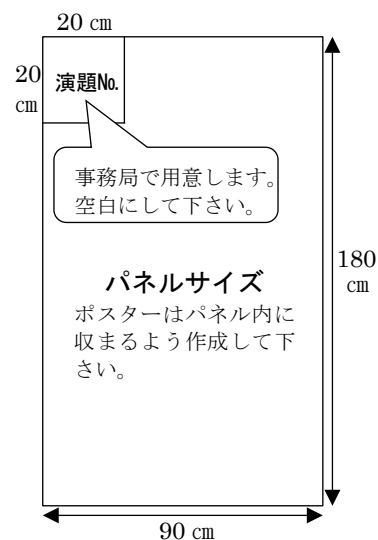 20 ㎝
20
㎝
演題№
事務局で用意します。
空白にして下さい。
パネルサイズ
ポスターはパネル内に
収まるよう作成して下
さい。
180
㎝
90 ㎝